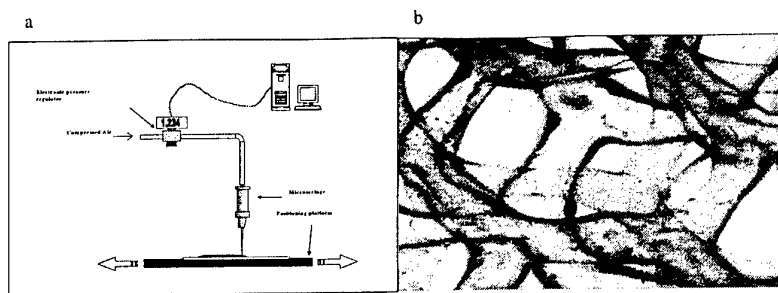 a
b
Electronic pressure
regulator
1.234
Compressed Air
Microsyringe
Positioning platform